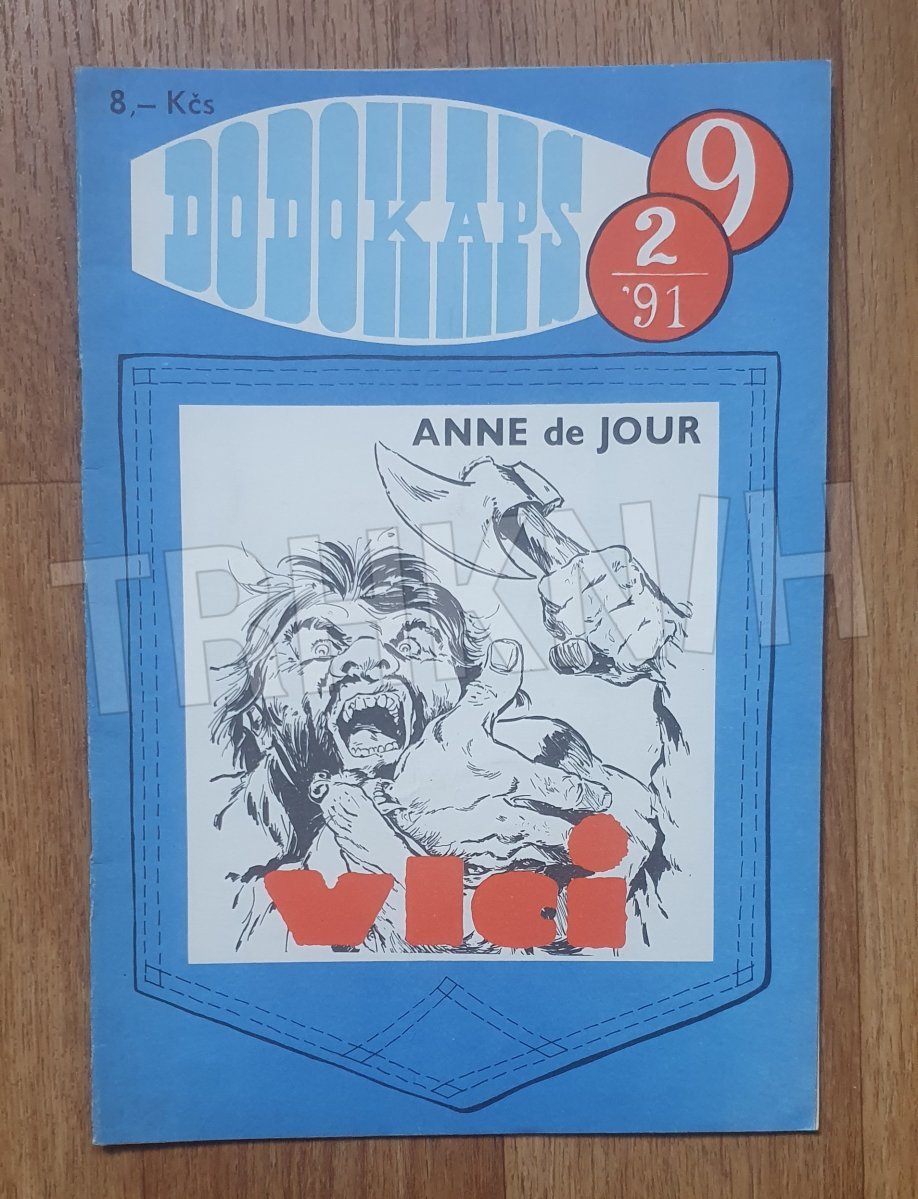 8,– Kčs
DODOKAPS
9
2
'91
ANNE de JOUR
TRHKNIH
vlci